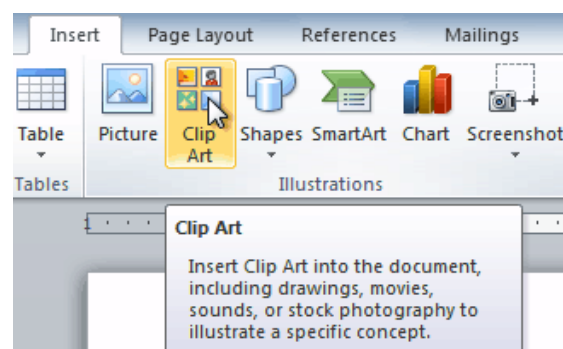 Insert Page Layout References Mailings
Table Picture Clip Art Shapes SmartArt Chart Screenshot
Tables Illustrations
1
Clip Art
Insert Clip Art into the document,
including drawings, movies,
sounds, or stock photography to
illustrate a specific concept.